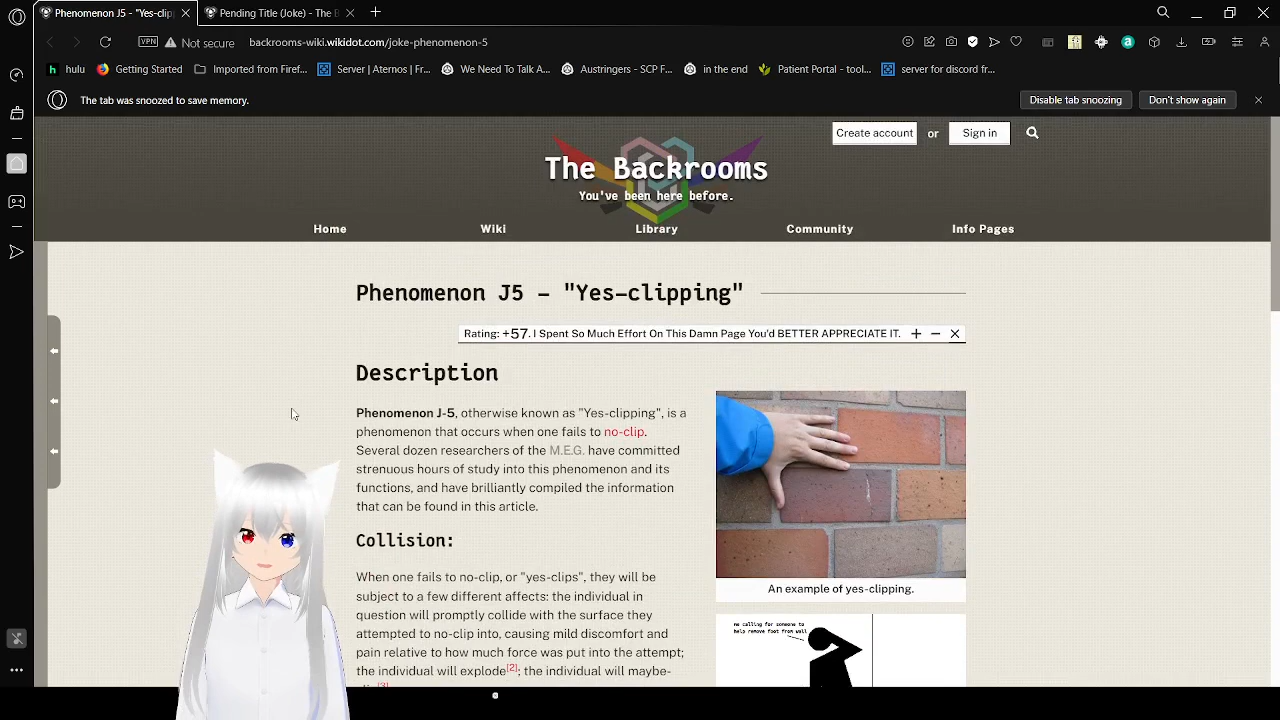 Phenomenon J5 - "Yes-clip
Pending Title (Joke) - The B
VPN
Not secure
backrooms-wiki.wikidot.com/joke-phenomenon-5
hulu
Getting Started
Imported from Firef...
Server | Aternos | Fr...
We Need To Talk A...
Austringers - SCP F...
in the end
Patient Portal - tool...
server for discord fr...
The tab was snoozed to save memory.
Disable tab snoozing
Don't show again
Create account or Sign in
The Backrooms
You've been here before.
Home
Wiki
Library
Community
Info Pages
Phenomenon J5 - "Yes-clipping"
Rating: +57. I Spent So Much Effort On This Damn Page You'd BETTER APPRECIATE IT. + − X
Description
Phenomenon J-5, otherwise known as "Yes-clipping", is a
phenomenon that occurs when one fails to no-clip.
Several dozen researchers of the M.E.G. have committed
strenuous hours of study into this phenomenon and its
functions, and have brilliantly compiled the information
that can be found in this article.
An example of yes-clipping.
Collision:
When one fails to no-clip, or "yes-clips", they will be
subject to a few different affects: the individual in
question will promptly collide with the surface they
attempted to no-clip into, causing mild discomfort and
pain relative to how much force was put into the attempt;
the individual will explode[2]; the individual will maybe-
me calling for someone to
help remove foot from wall